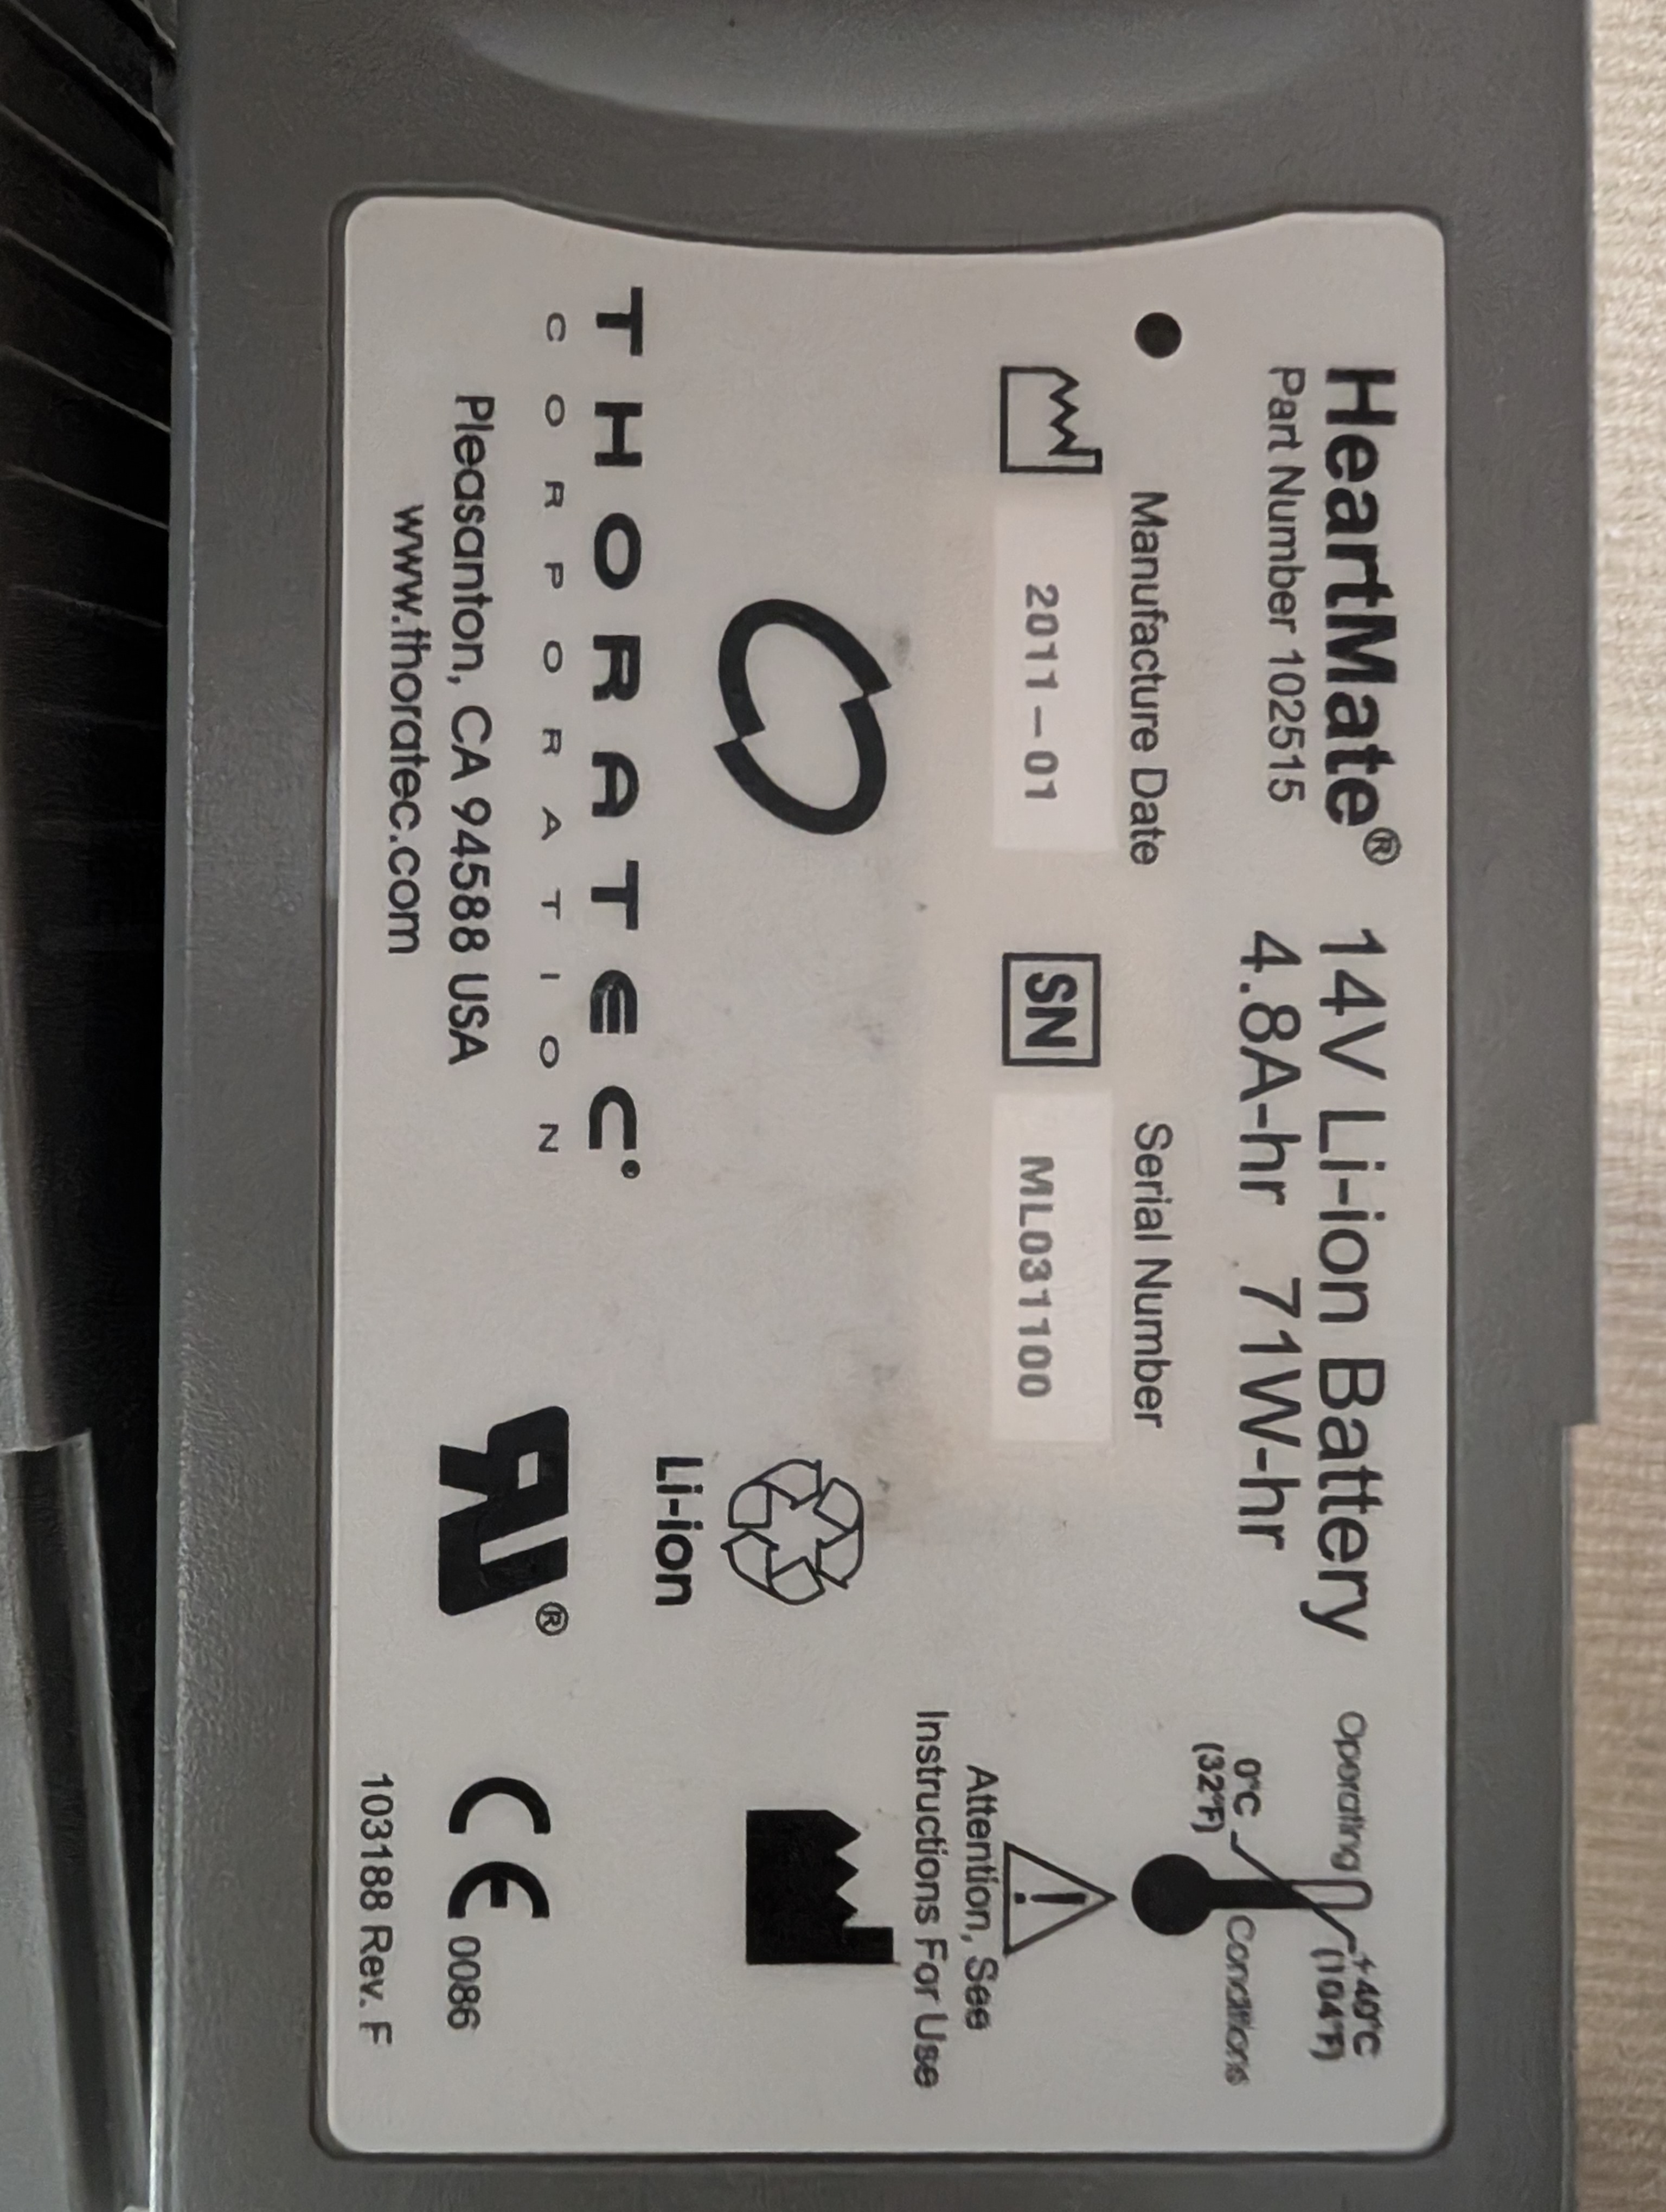 HeartMate® 14V Li-ion Battery
Part Number 102515 4.8A-hr 71W-hr
Operating
+40°C
(104°F)
0°C
(32°F)
Conditions
Manufacture Date
2011-01
Serial Number
SN
ML031100
Attention, See
Instructions For Use
THORATEC®
CORPORATION
Pleasanton, CA 94588 USA
www.thoratec.com
Li-ion
RU®
CE 0086
103188 Rev. F